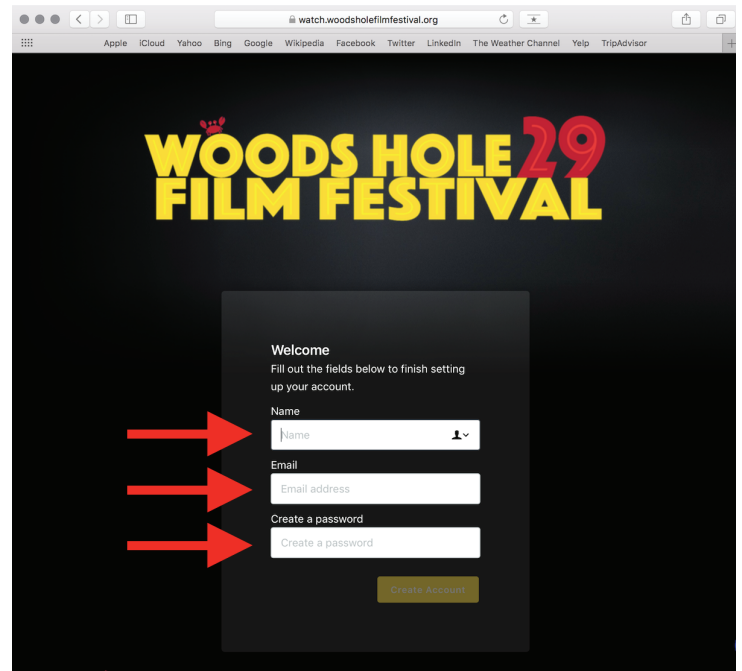 watch.woodsholefilmfestival.org
Apple iCloud Yahoo Bing Google Wikipedia Facebook Twitter LinkedIn The Weather Channel Yelp TripAdvisor
WOODS HOLE 29
FILM FESTIVAL
Welcome
Fill out the fields below to finish setting
up your account.
Name
Name
Email
Email address
Create a password
Create a password
Create Account